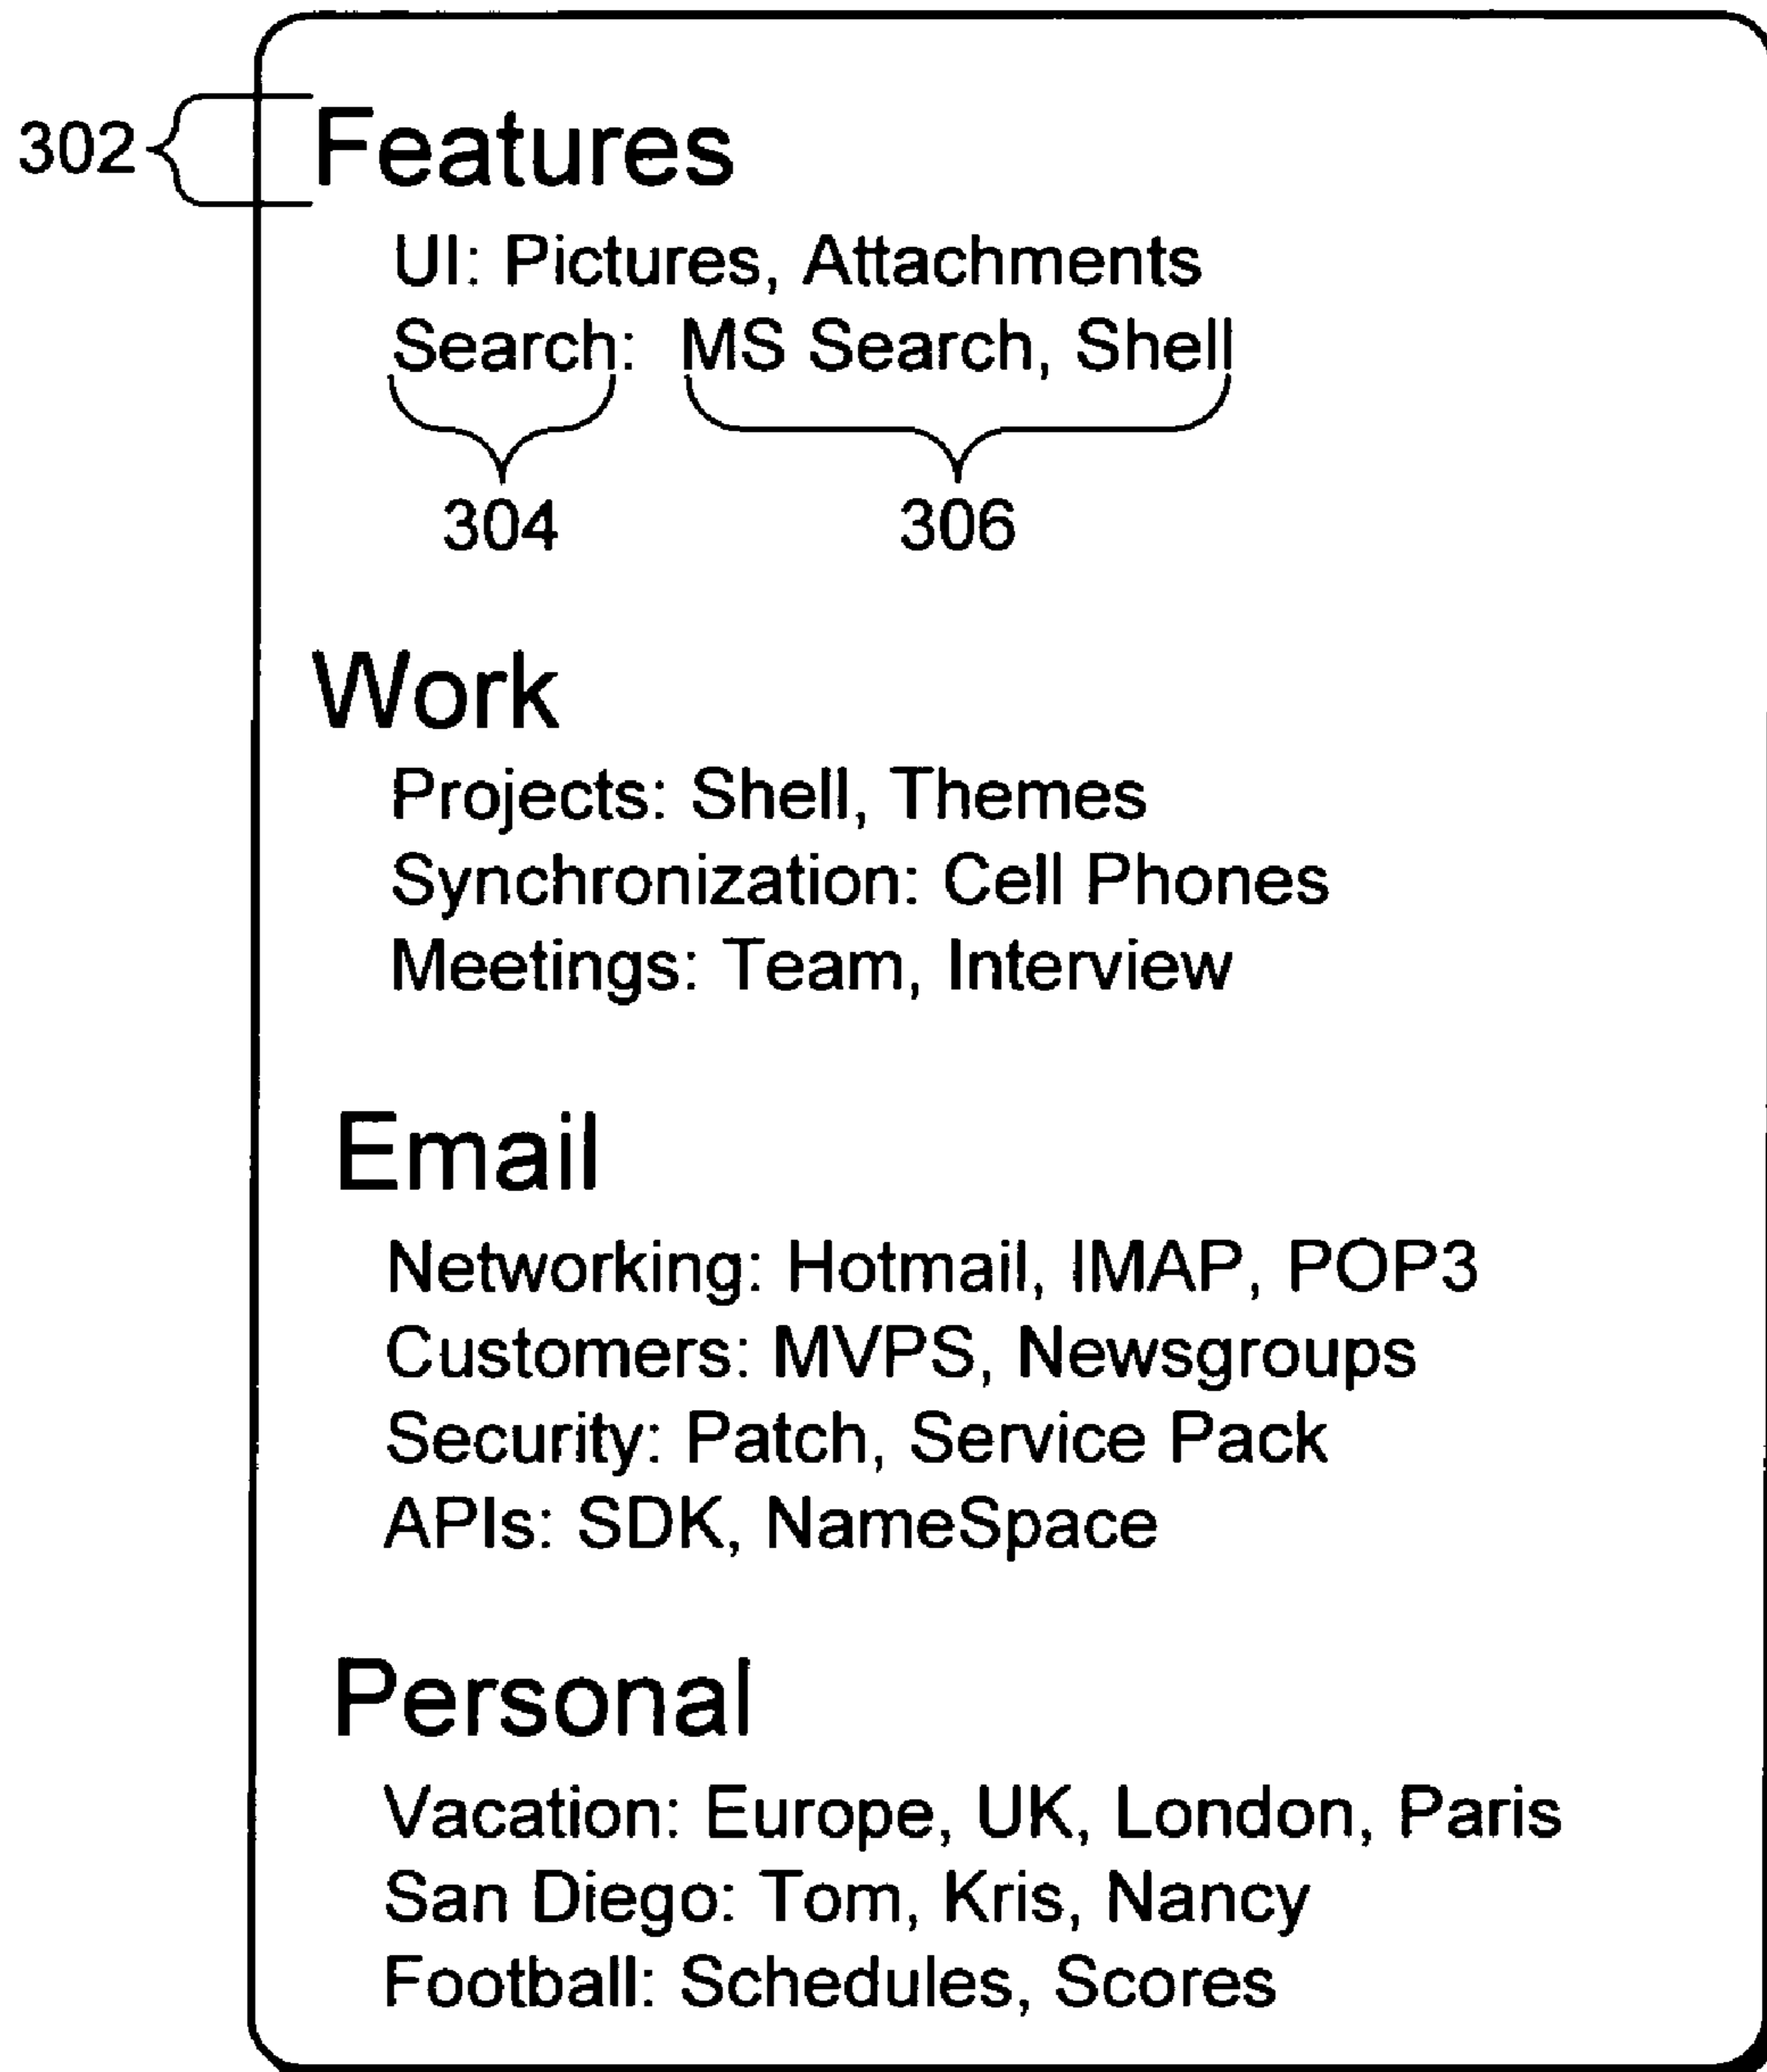 302 Features
UI: Pictures, Attachments
Search: MS Search, Shell
304 306
Work
Projects: Shell, Themes
Synchronization: Cell Phones
Meetings: Team, Interview
Email
Networking: Hotmail, IMAP, POP3
Customers: MVPS, Newsgroups
Security: Patch, Service Pack
APIs: SDK, NameSpace
Personal
Vacation: Europe, UK, London, Paris
San Diego: Tom, Kris, Nancy
Football: Schedules, Scores